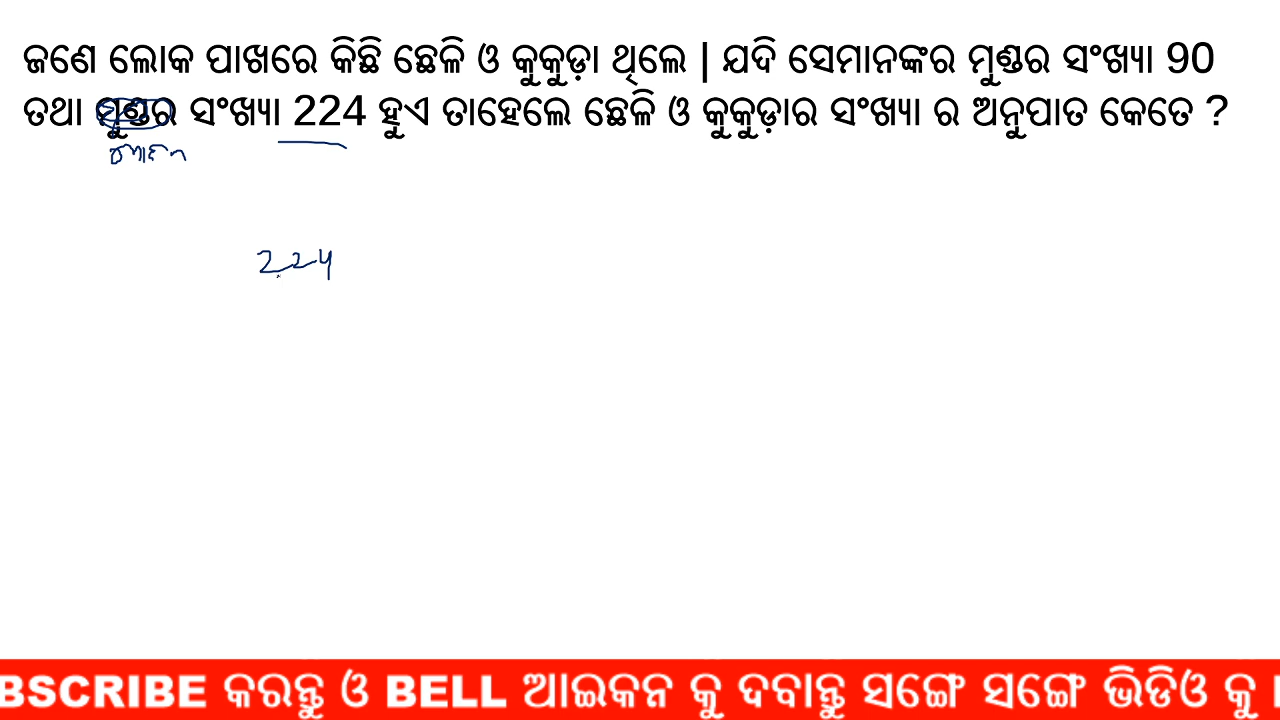 ଜଣେ ଲୋକ ପାଖରେ କିଛି ଛେଳି ଓ କୁକୁଡ଼ା ଥିଲେ | ଯଦି ସେମାନଙ୍କର ମୁଣ୍ଡର ସଂଖ୍ୟା 90
ତଥା ମୁଣ୍ଡର ସଂଖ୍ୟା 224 ହୁଏ ତାହେଲେ ଛେଳି ଓ କୁକୁଡ଼ାର ସଂଖ୍ୟା ର ଅନୁପାତ କେତେ ?
224
BSCRIBE କରନ୍ତୁ ଓ BELL ଆଇକନ କୁ ଦବାନ୍ତୁ ସଙ୍ଗେ ସଙ୍ଗେ ଭିଡିଓ କୁ